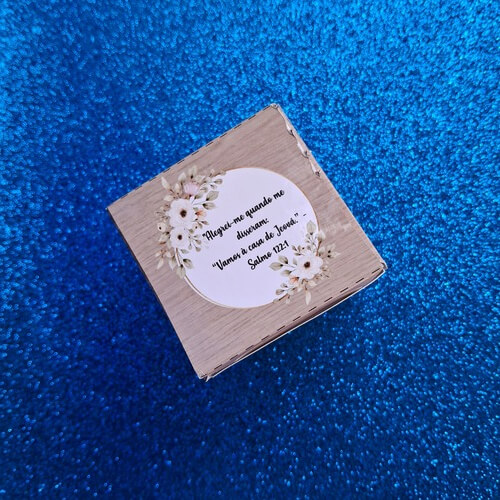 "Alegrei-me quando me
disseram:
"Vamos à casa de Jeová." -
Salmo 122:1